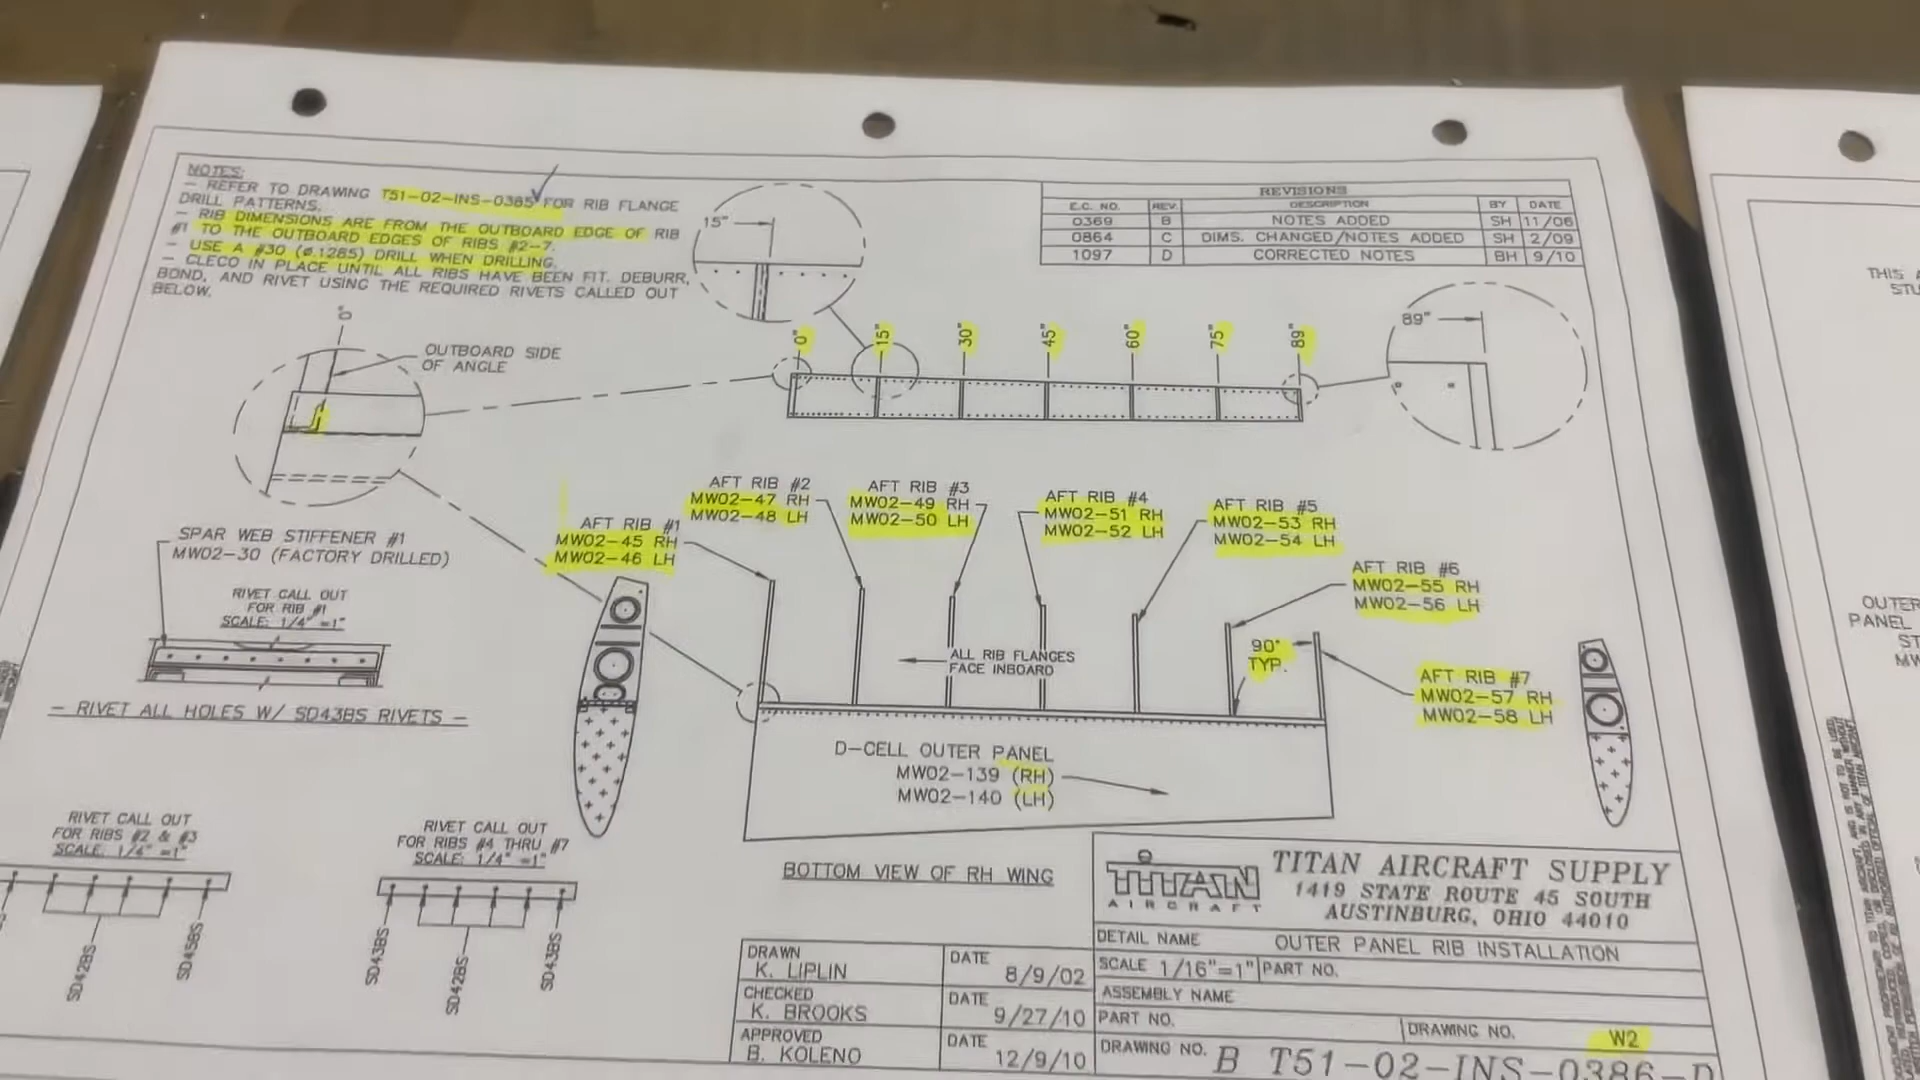 NOTES:
– REFER TO DRAWING T51–02–INS–0385 FOR RIB FLANGE
DRILL PATTERNS.
– RIB DIMENSIONS ARE FROM THE OUTBOARD EDGE OF RIB
#1 TO THE OUTBOARD EDGES OF RIBS #2–7.
– USE A #30 (ø.1285) DRILL WHEN DRILLING.
– CLECO IN PLACE UNTIL ALL RIBS HAVE BEEN FIT. DEBURR,
BOND, AND RIVET USING THE REQUIRED RIVETS CALLED OUT
BELOW.
15"
REVISIONS
E.C. NO. REV. DESCRIPTION BY DATE
0369 B NOTES ADDED SH 11/06
0864 C DIMS. CHANGED/NOTES ADDED SH 2/09
1097 D CORRECTED NOTES BH 9/10
OUTBOARD SIDE
OF ANGLE
0" 15" 30" 45" 60" 75" 89"
89"
SPAR WEB STIFFENER #1
MW02–30 (FACTORY DRILLED)
RIVET CALL OUT
FOR RIB #1
SCALE: 1/4" =1"
– RIVET ALL HOLES W/ SD43BS RIVETS –
AFT RIB #1
MW02–45 RH
MW02–46 LH
AFT RIB #2
MW02–47 RH
MW02–48 LH
AFT RIB #3
MW02–49 RH
MW02–50 LH
AFT RIB #4
MW02–51 RH
MW02–52 LH
AFT RIB #5
MW02–53 RH
MW02–54 LH
AFT RIB #6
MW02–55 RH
MW02–56 LH
AFT RIB #7
MW02–57 RH
MW02–58 LH
90°
TYP.
ALL RIB FLANGES
FACE INBOARD
D–CELL OUTER PANEL
MW02–139 (RH)
MW02–140 (LH)
BOTTOM VIEW OF RH WING
RIVET CALL OUT
FOR RIBS #2 & #3
SCALE: 1/4" =1"
SD42BS
SD45BS
RIVET CALL OUT
FOR RIBS #4 THRU #7
SCALE: 1/4" =1"
SD43BS
SD42BS
SD43BS
TITAN
AIRCRAFT
TITAN AIRCRAFT SUPPLY
1419 STATE ROUTE 45 SOUTH
AUSTINBURG, OHIO 44010
DETAIL NAME OUTER PANEL RIB INSTALLATION
SCALE 1/16"=1" PART NO.
ASSEMBLY NAME
PART NO. DRAWING NO. W2
DRAWING NO. B T51–02–INS–0386–D
DRAWN
K. LIPLIN
DATE
8/9/02
CHECKED
K. BROOKS
DATE
9/27/10
APPROVED
B. KOLENO
DATE
12/9/10
THIS
OUTER
PANEL